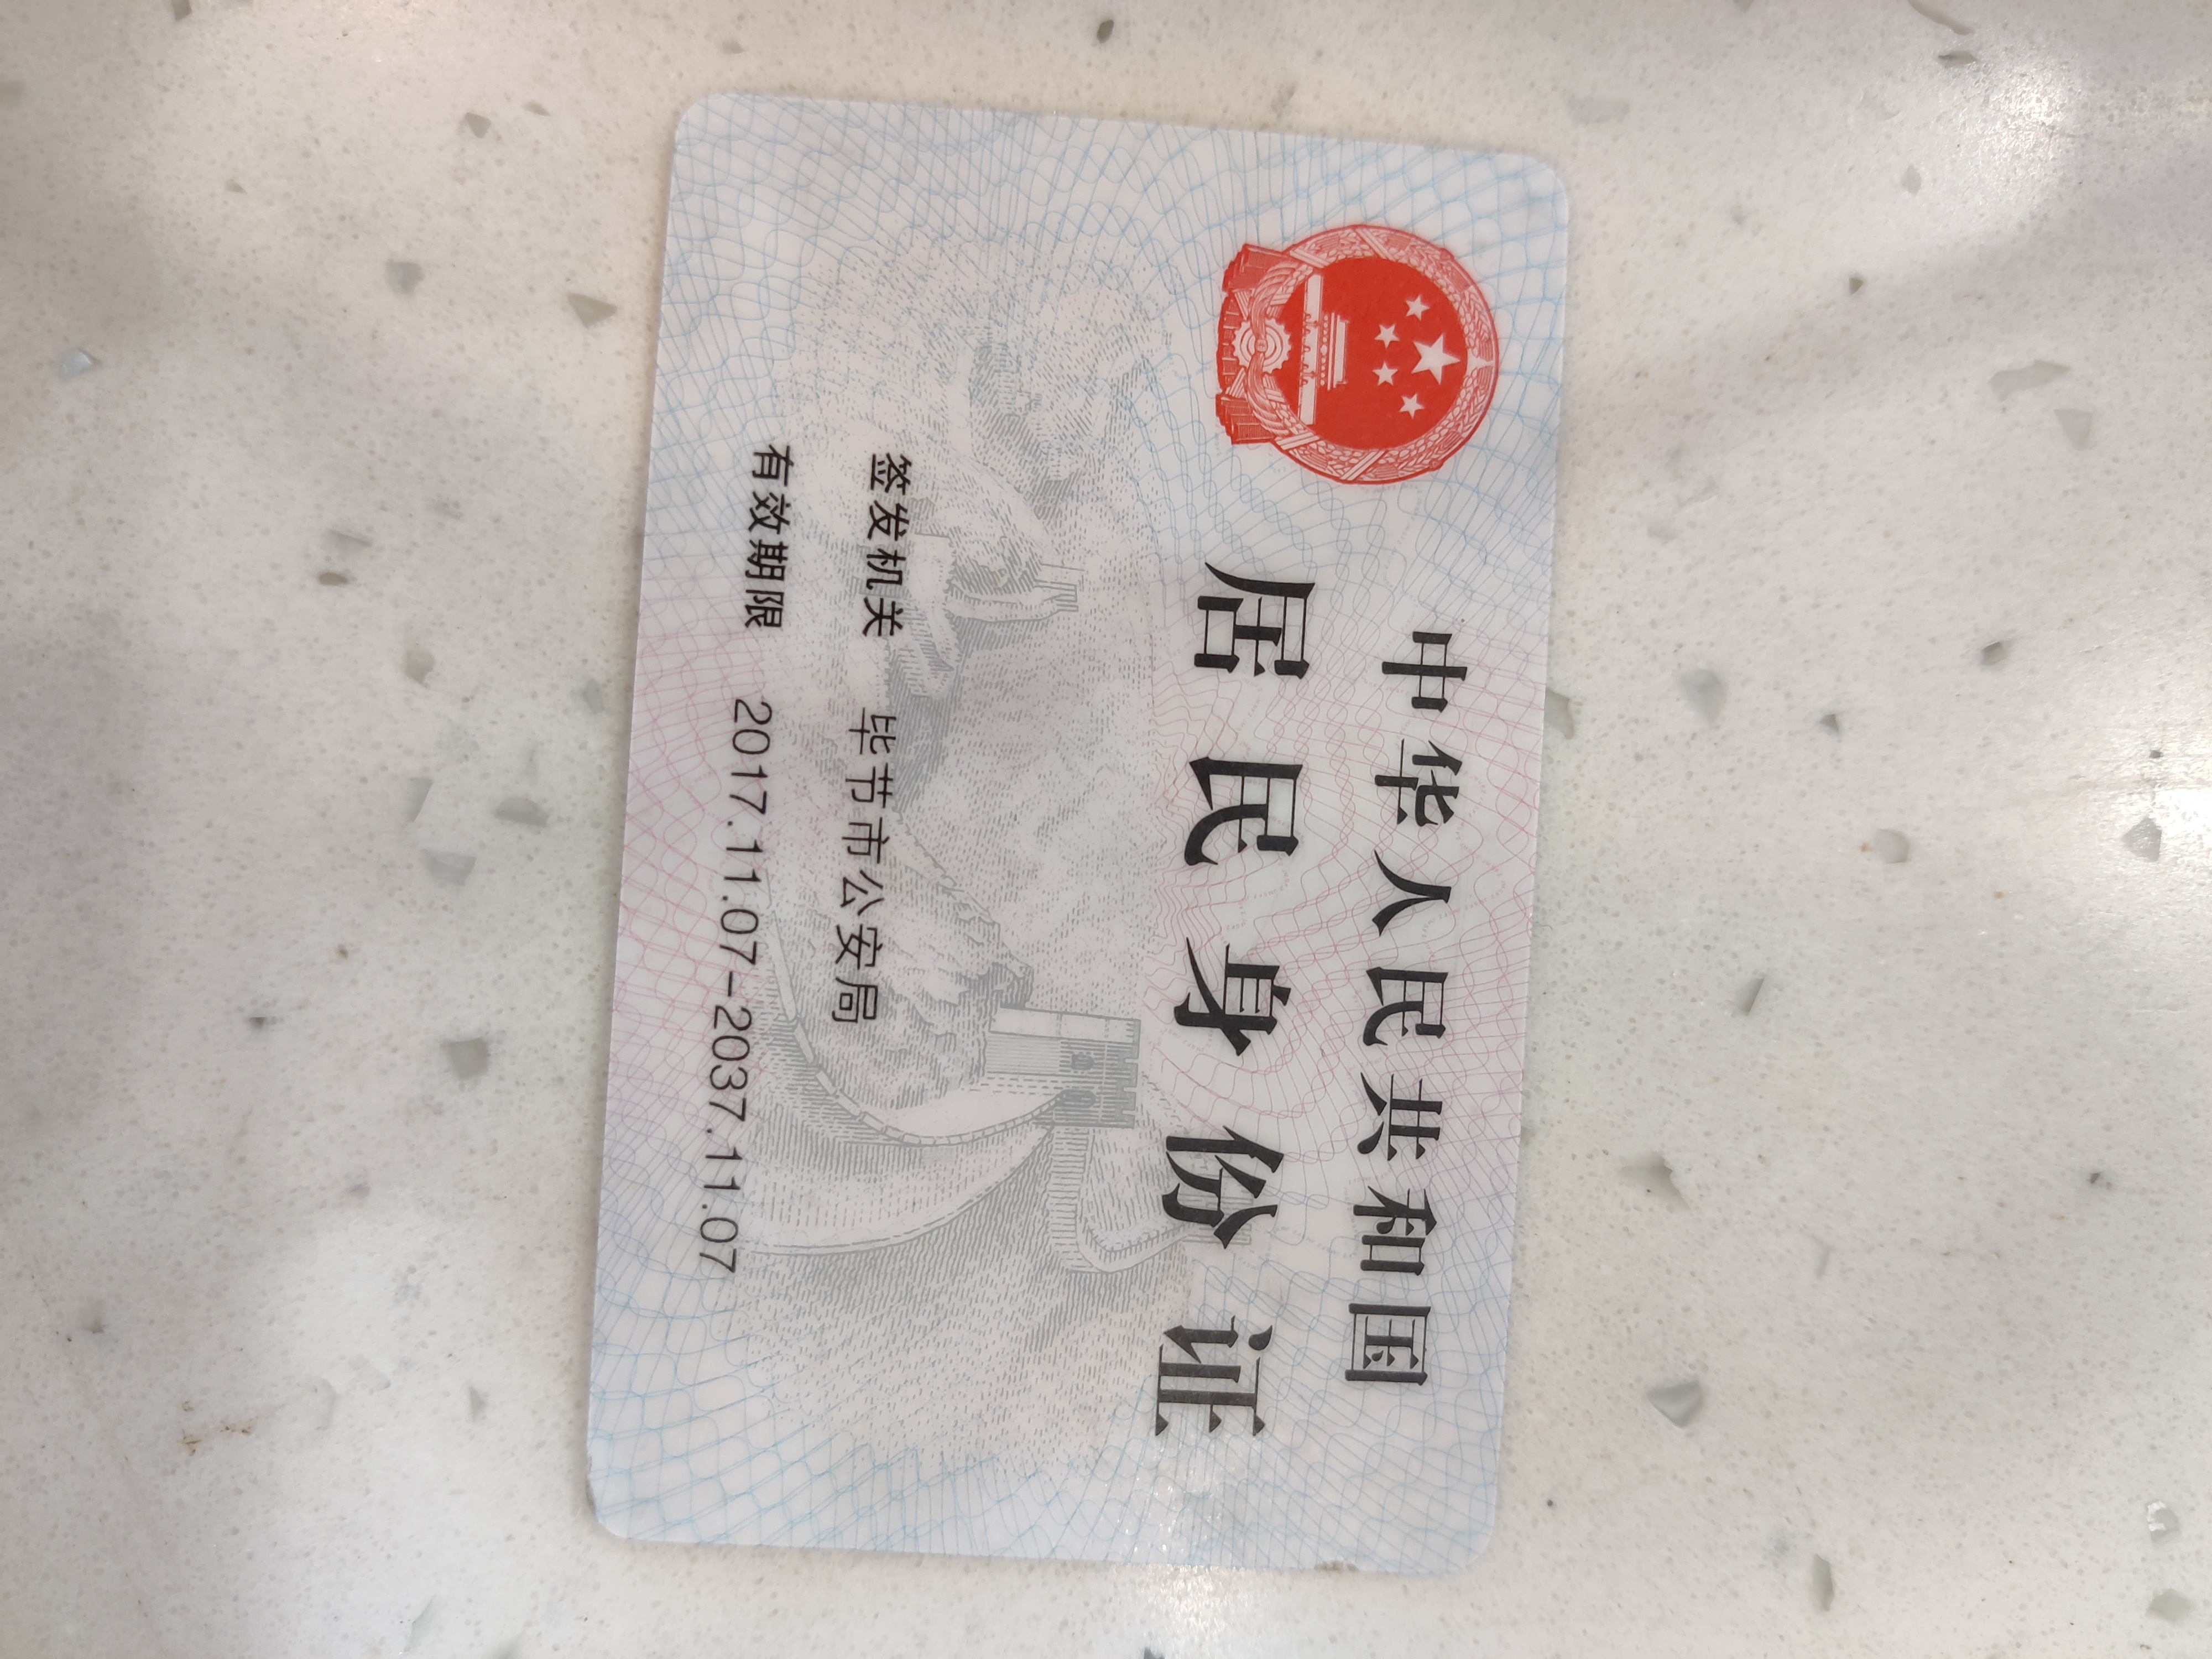 中华人民共和国
居民身份证
签发机关 毕节市公安局
有效期限 2017.11.07-2037.11.07